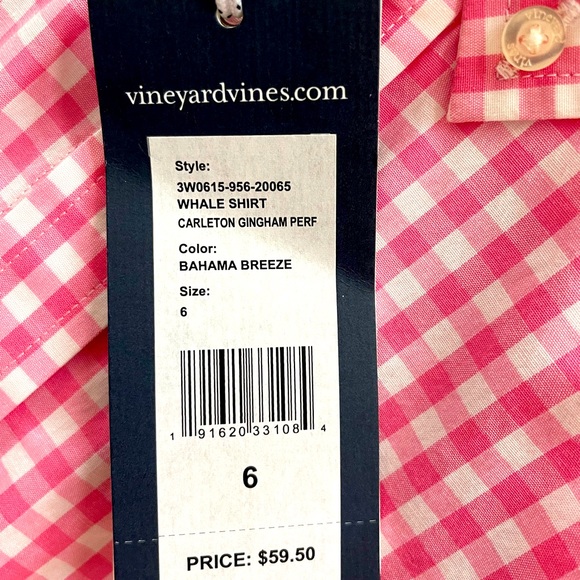 vineyardvines.com
Style:
3W0615-956-20065
WHALE SHIRT
CARLETON GINGHAM PERF
Color:
BAHAMA BREEZE
Size:
6
1 91620 33108 4
6
PRICE: $59.50